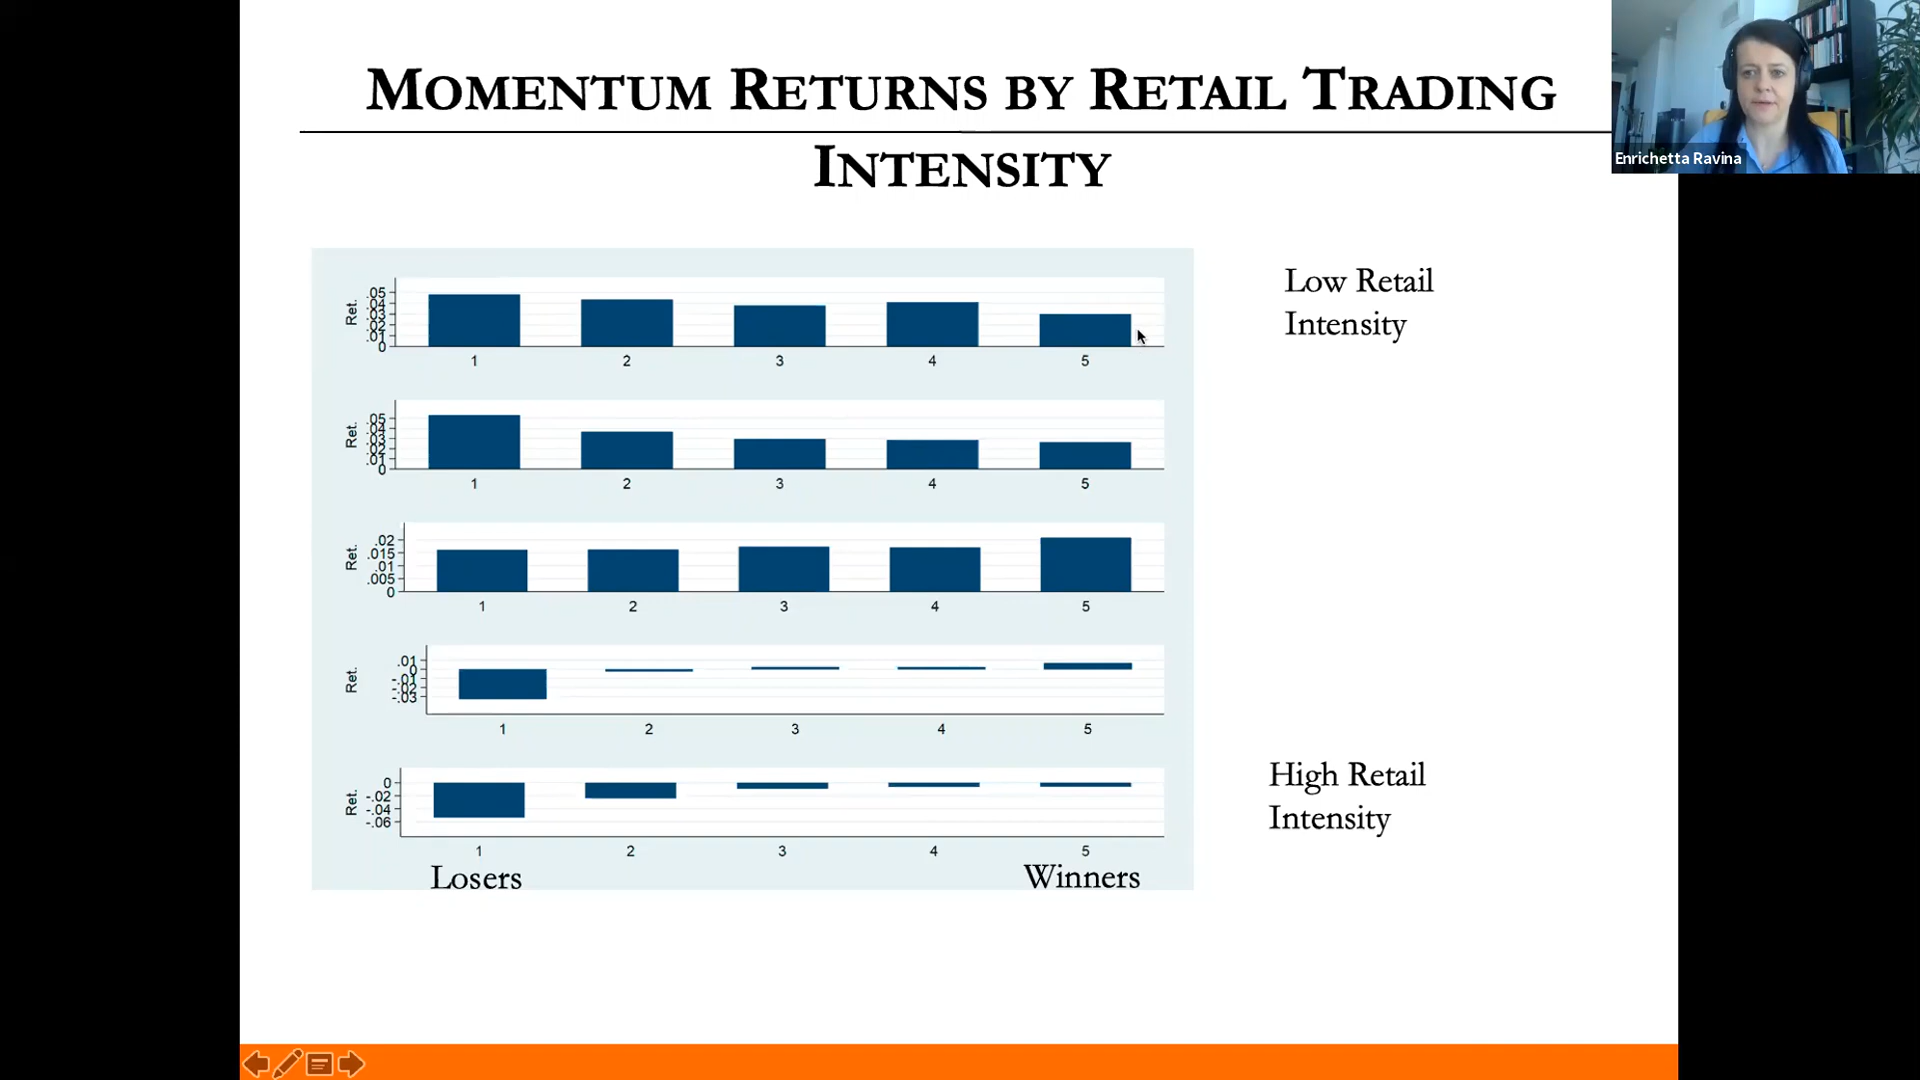 MOMENTUM RETURNS BY RETAIL TRADING
INTENSITY
Enrichetta Ravina
Low Retail
Intensity
Ret.
.05
.04
.03
.02
.01
0
1 2 3 4 5
Ret.
.05
.04
.03
.02
.01
0
1 2 3 4 5
Ret.
.02
.015
.01
.005
0
1 2 3 4 5
Ret.
.01
0
-.01
-.02
-.03
1 2 3 4 5
High Retail
Intensity
Ret.
0
-.02
-.04
-.06
1 2 3 4 5
Losers Winners